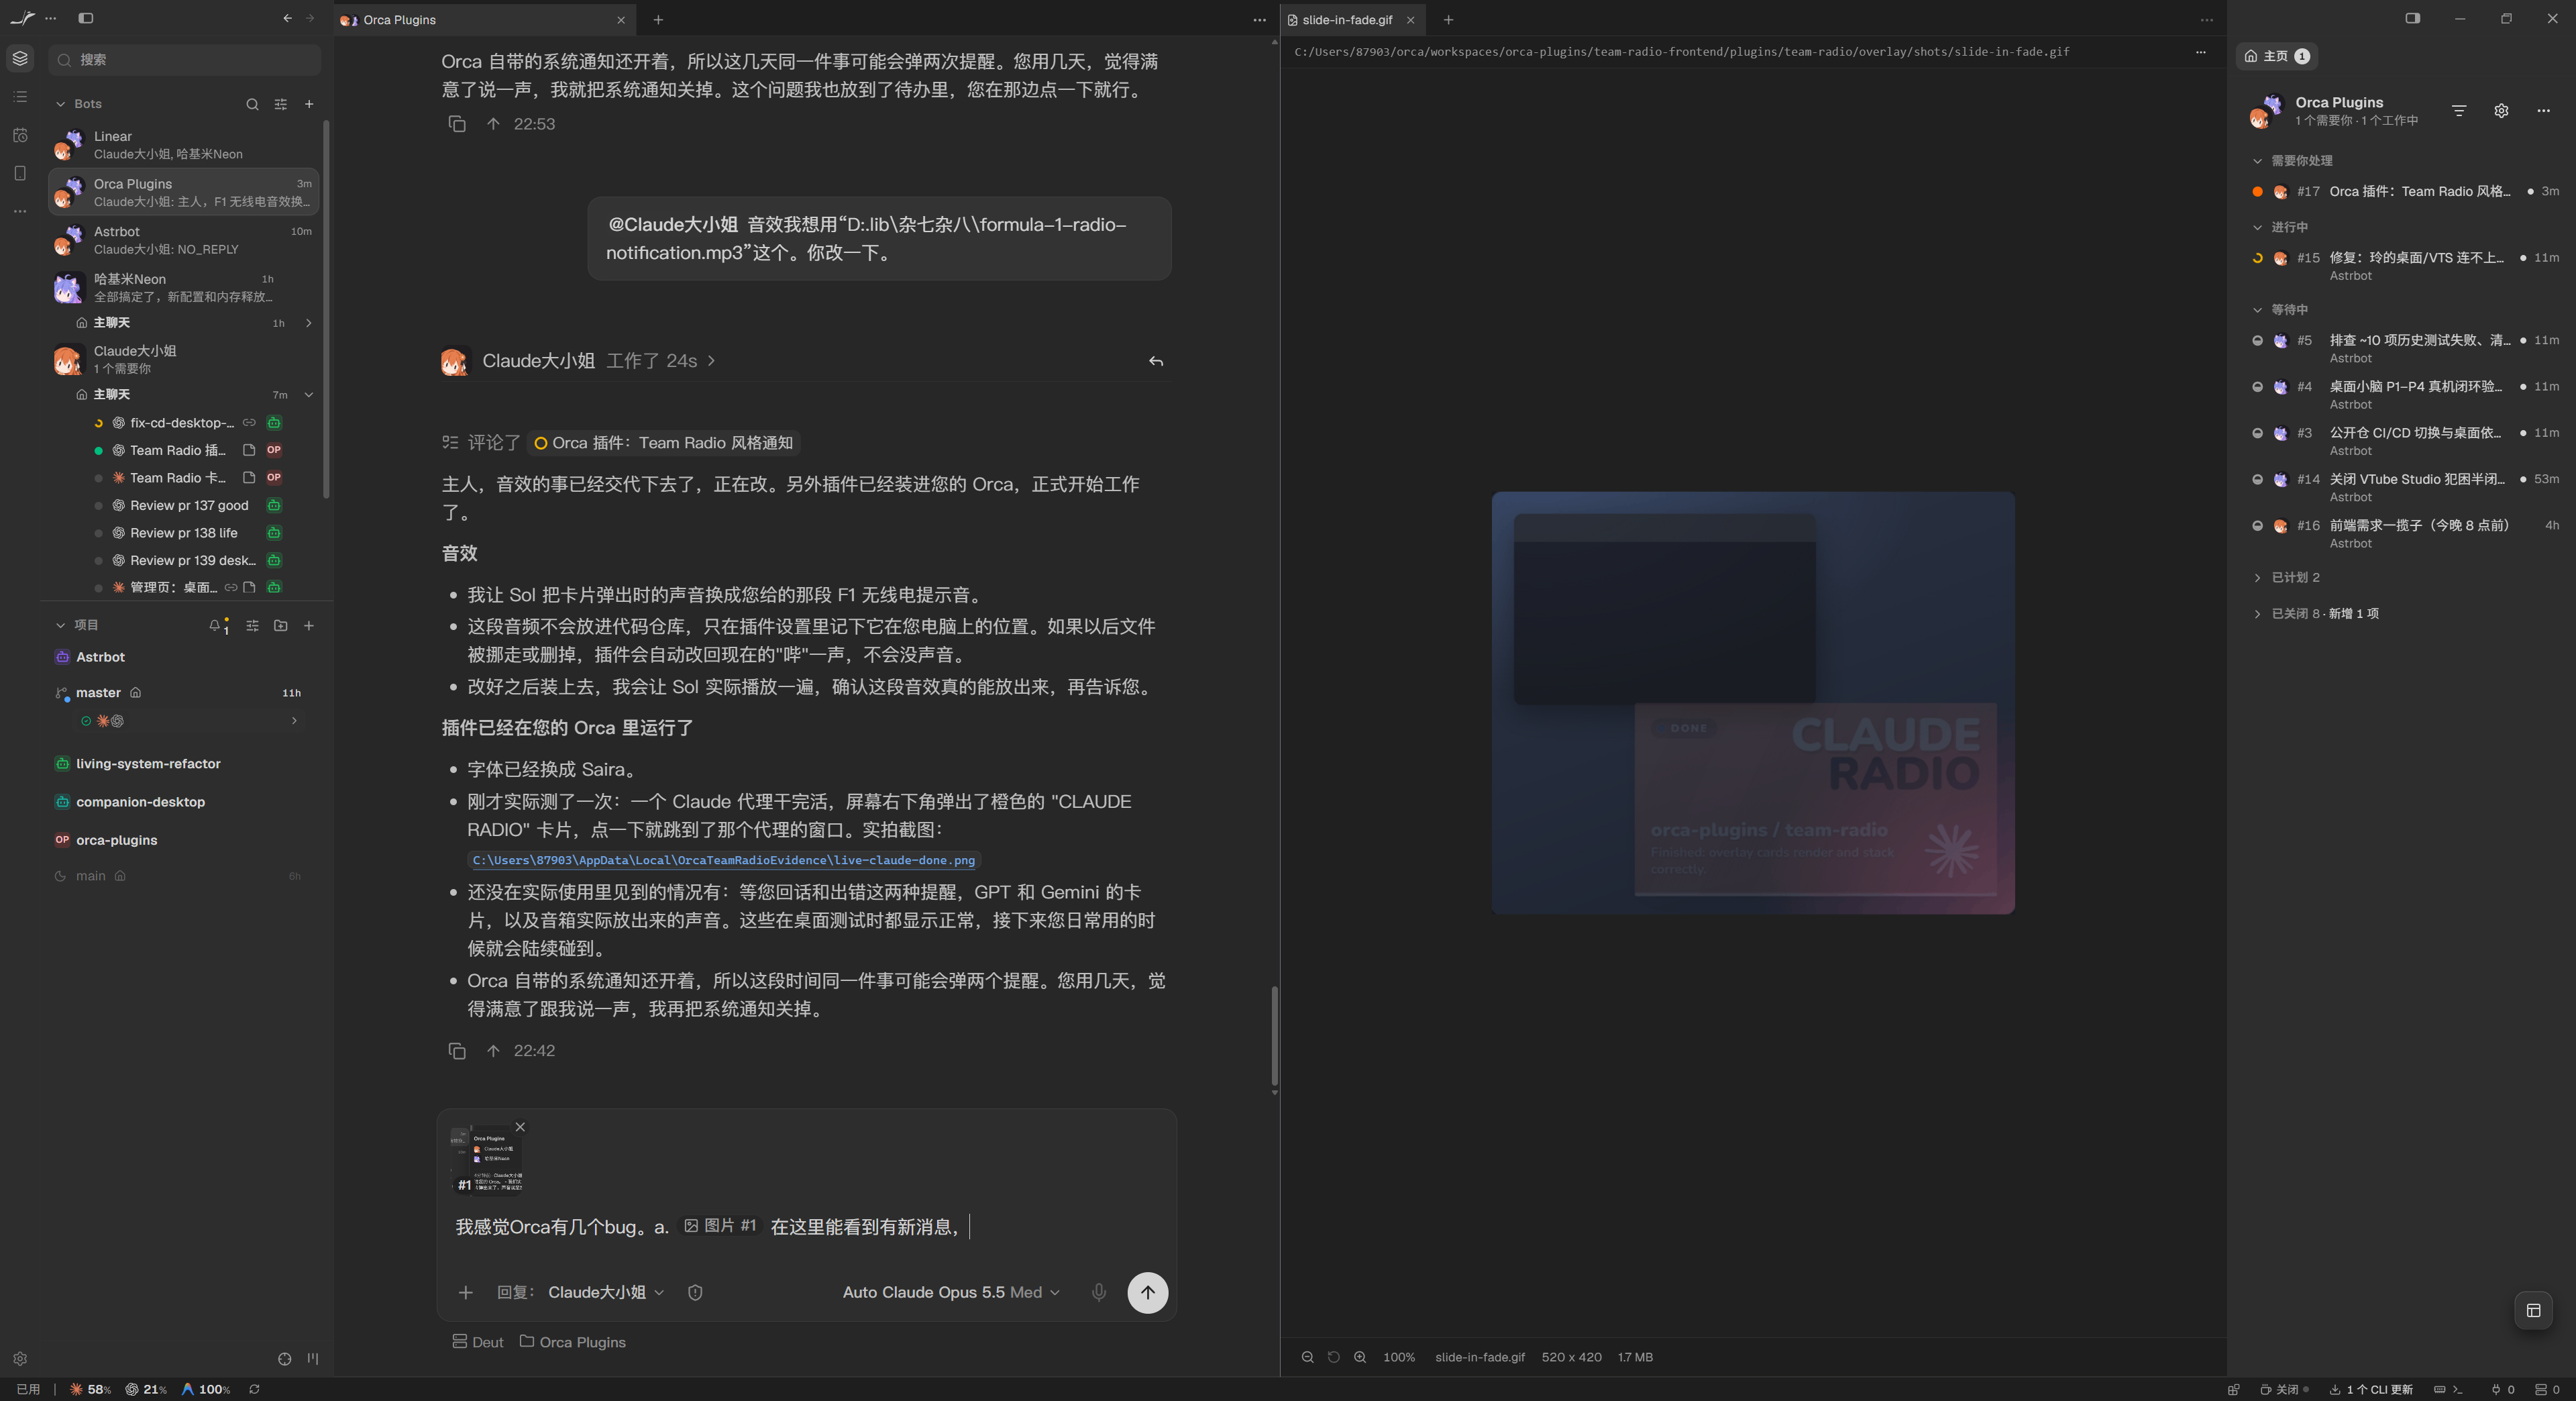 搜索
Bots
Linear
Claude大小姐, 哈基米Neon
Orca Plugins 3m
Claude大小姐: 主人，F1 无线电音效换…
Astrbot 10m
Claude大小姐: NO_REPLY
哈基米Neon 1h
全部搞定了，新配置和内存释放…
主聊天 1h
Claude大小姐
1 个需要你
主聊天 7m
fix-cd-desktop-…
Team Radio 插… OP
Team Radio 卡… OP
Review pr 137 good
Review pr 138 life
Review pr 139 desk…
管理页：桌面…
项目 1
Astrbot
master 11h
living-system-refactor
companion-desktop
OP orca-plugins
main 6h
Orca Plugins
Orca 自带的系统通知还开着，所以这几天同一件事可能会弹两次提醒。您用几天，觉得满
意了说一声，我就把系统通知关掉。这个问题我也放到了待办里，您在那边点一下就行。
22:53
@Claude大小姐 音效我想用“D:.lib\杂七杂八\\formula-1-radio-
notification.mp3”这个。你改一下。
Claude大小姐 工作了 24s
评论了 Orca 插件：Team Radio 风格通知
主人，音效的事已经交代下去了，正在改。另外插件已经装进您的 Orca，正式开始工作
了。
音效
我让 Sol 把卡片弹出时的声音换成您给的那段 F1 无线电提示音。
这段音频不会放进代码仓库，只在插件设置里记下它在您电脑上的位置。如果以后文件
被挪走或删掉，插件会自动改回现在的"哔"一声，不会没声音。
改好之后装上去，我会让 Sol 实际播放一遍，确认这段音效真的能放出来，再告诉您。
插件已经在您的 Orca 里运行了
字体已经换成 Saira。
刚才实际测了一次：一个 Claude 代理干完活，屏幕右下角弹出了橙色的 "CLAUDE
RADIO" 卡片，点一下就跳到了那个代理的窗口。实拍截图：
C:\Users\87903\AppData\Local\OrcaTeamRadioEvidence\live-claude-done.png
还没在实际使用里见到的情况有：等您回话和出错这两种提醒，GPT 和 Gemini 的卡
片，以及音箱实际放出来的声音。这些在桌面测试时都显示正常，接下来您日常用的时
候就会陆续碰到。
Orca 自带的系统通知还开着，所以这段时间同一件事可能会弹两个提醒。您用几天，觉
得满意了跟我说一声，我再把系统通知关掉。
22:42
Orca Plugins
Claude大小姐
哈基米Neon
#1
我感觉Orca有几个bug。a. 图片 #1 在这里能看到有新消息，
回复： Claude大小姐
Auto Claude Opus 5.5 Med
Deut Orca Plugins
slide-in-fade.gif
C:/Users/87903/orca/workspaces/orca-plugins/team-radio-frontend/plugins/team-radio/overlay/shots/slide-in-fade.gif
DONE
CLAUDE
RADIO
orca-plugins / team-radio
Finished: overlay cards render and stack
correctly.
100% slide-in-fade.gif 520 x 420 1.7 MB
主页 1
Orca Plugins
1 个需要你 · 1 个工作中
需要你处理
#17 Orca 插件：Team Radio 风格… 3m
进行中
#15 修复：玲的桌面/VTS 连不上… 11m
Astrbot
等待中
#5 排查 ~10 项历史测试失败、清… 11m
Astrbot
#4 桌面小脑 P1–P4 真机闭环验… 11m
Astrbot
#3 公开仓 CI/CD 切换与桌面依… 11m
Astrbot
#14 关闭 VTube Studio 犯困半闭… 53m
Astrbot
#16 前端需求一揽子（今晚 8 点前） 4h
Astrbot
已计划 2
已关闭 8 · 新增 1 项
已用 58% 21% 100%
关闭 1 个 CLI 更新 0 0